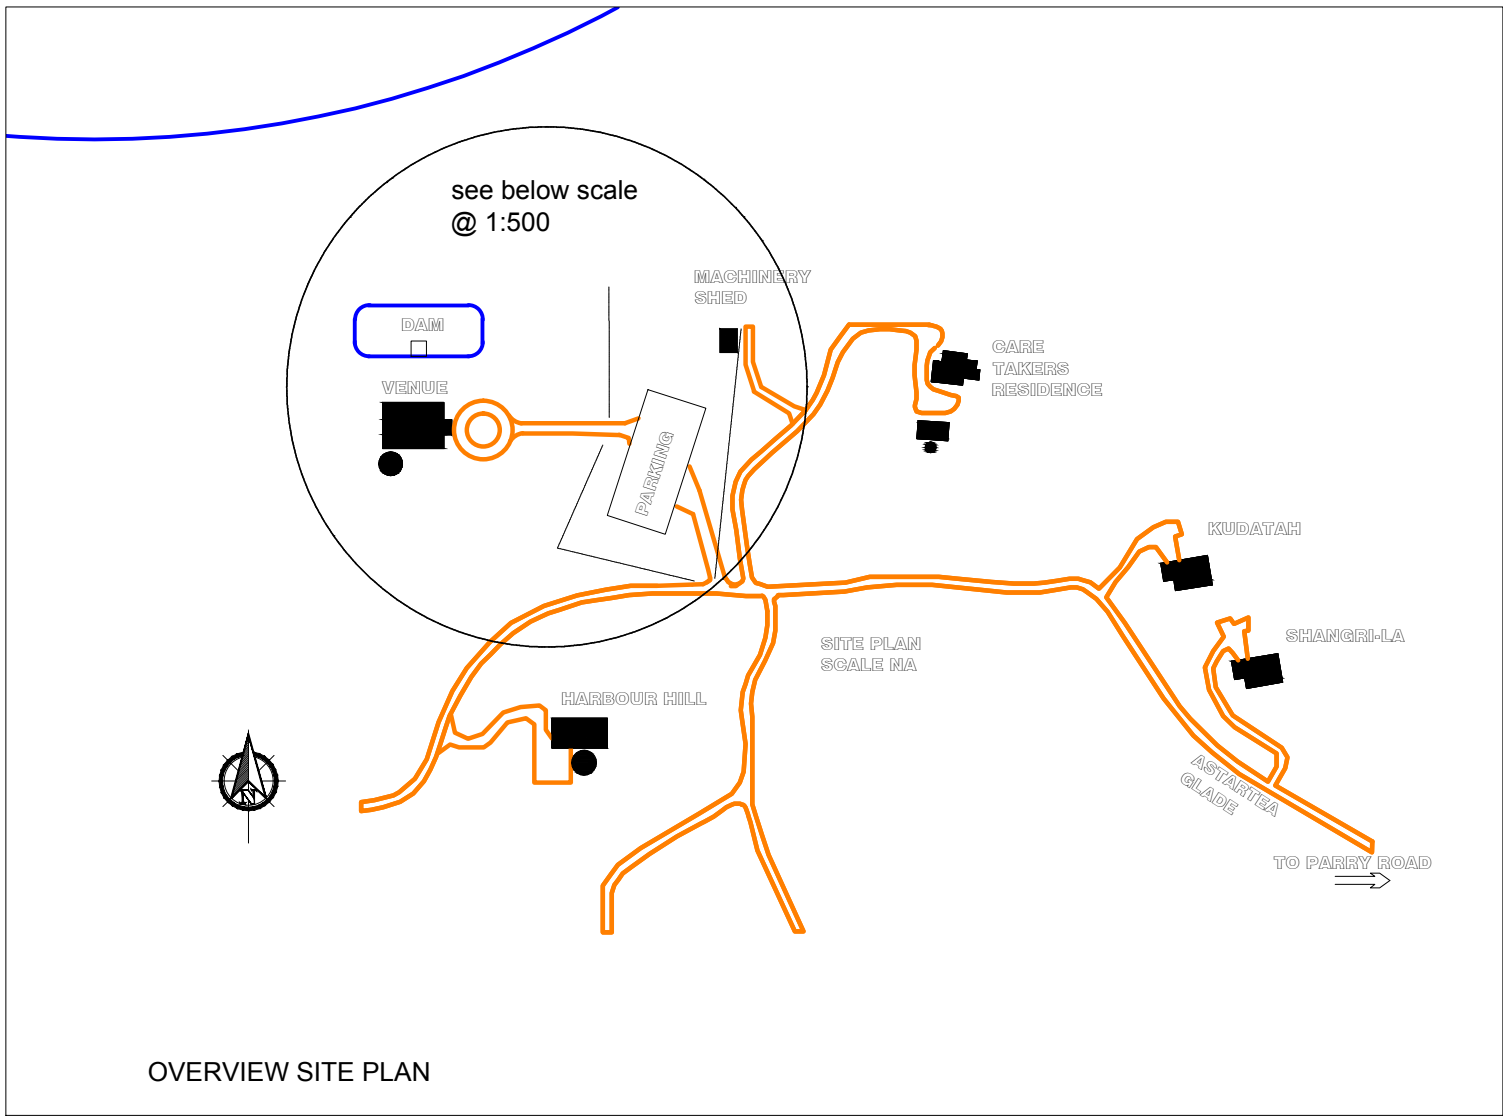 see below scale
@ 1:500
MACHINERY
SHED
DAM
CARE
TAKERS
RESIDENCE
VENUE
PARKING
KUDATAH
SHANGRI-LA
SITE PLAN
SCALE NA
HARBOUR HILL
ASTARTEA
GLADE
N
TO PARRY ROAD
OVERVIEW SITE PLAN